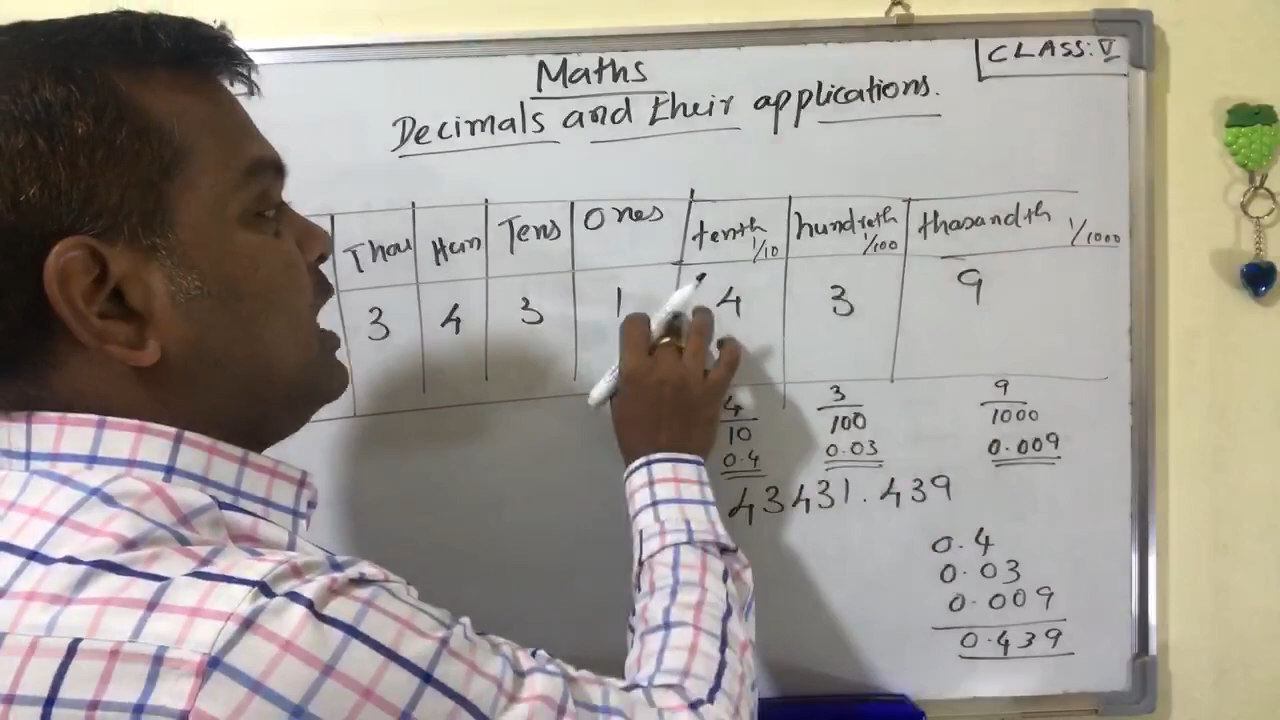 CLASS: V
Maths
Decimals and their applications.
Thou Hun Tens Ones tenth 1/10 hundreth 1/100 thosandth 1/1000
3 4 3 1 . 4 3 9
4/10 3/100 9/1000
0.4 0.03 0.009
43431.439
0.4
0.03
0.009
0.439